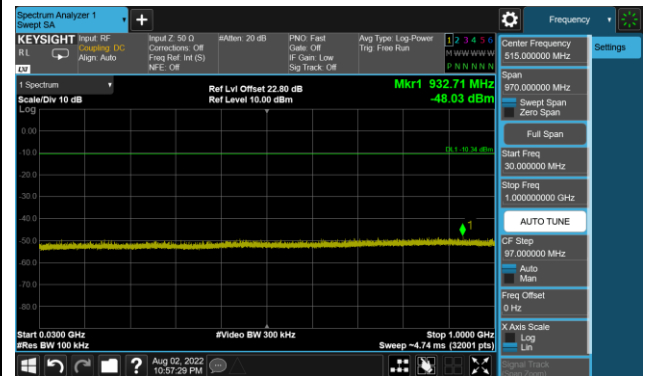 Spectrum Analyzer 1
Swept SA
Frequency
KEYSIGHT
RL
LXI
Input: RF
Coupling: DC
Align: Auto
Input Z: 50 Ω
Corrections: Off
Freq Ref: Int (S)
NFE: Off
#Atten: 20 dB
PNO: Fast
Gate: Off
IF Gain: Low
Sig Track: Off
Avg Type: Log-Power
Trig: Free Run
1 2 3 4 5 6
M W W W W W
P N N N N N
1 Spectrum
Scale/Div 10 dB
Log
Ref Lvl Offset 22.80 dB
Ref Level 10.00 dBm
Mkr1 932.71 MHz
-48.03 dBm
0.00
-10.0
-20.0
-30.0
-40.0
-50.0
-60.0
-70.0
-80.0
DL1 -10.34 dBm
1
Start 0.0300 GHz
#Res BW 100 kHz
#Video BW 300 kHz
Stop 1.0000 GHz
Sweep ~4.74 ms (32001 pts)
Center Frequency
515.000000 MHz
Settings
Span
970.000000 MHz
Swept Span
Zero Span
Full Span
Start Freq
30.000000 MHz
Stop Freq
1.000000000 GHz
AUTO TUNE
CF Step
97.000000 MHz
Auto
Man
Freq Offset
0 Hz
X Axis Scale
Log
Lin
Signal Track
(Span Zoom)
?
Aug 02, 2022
10:57:29 PM